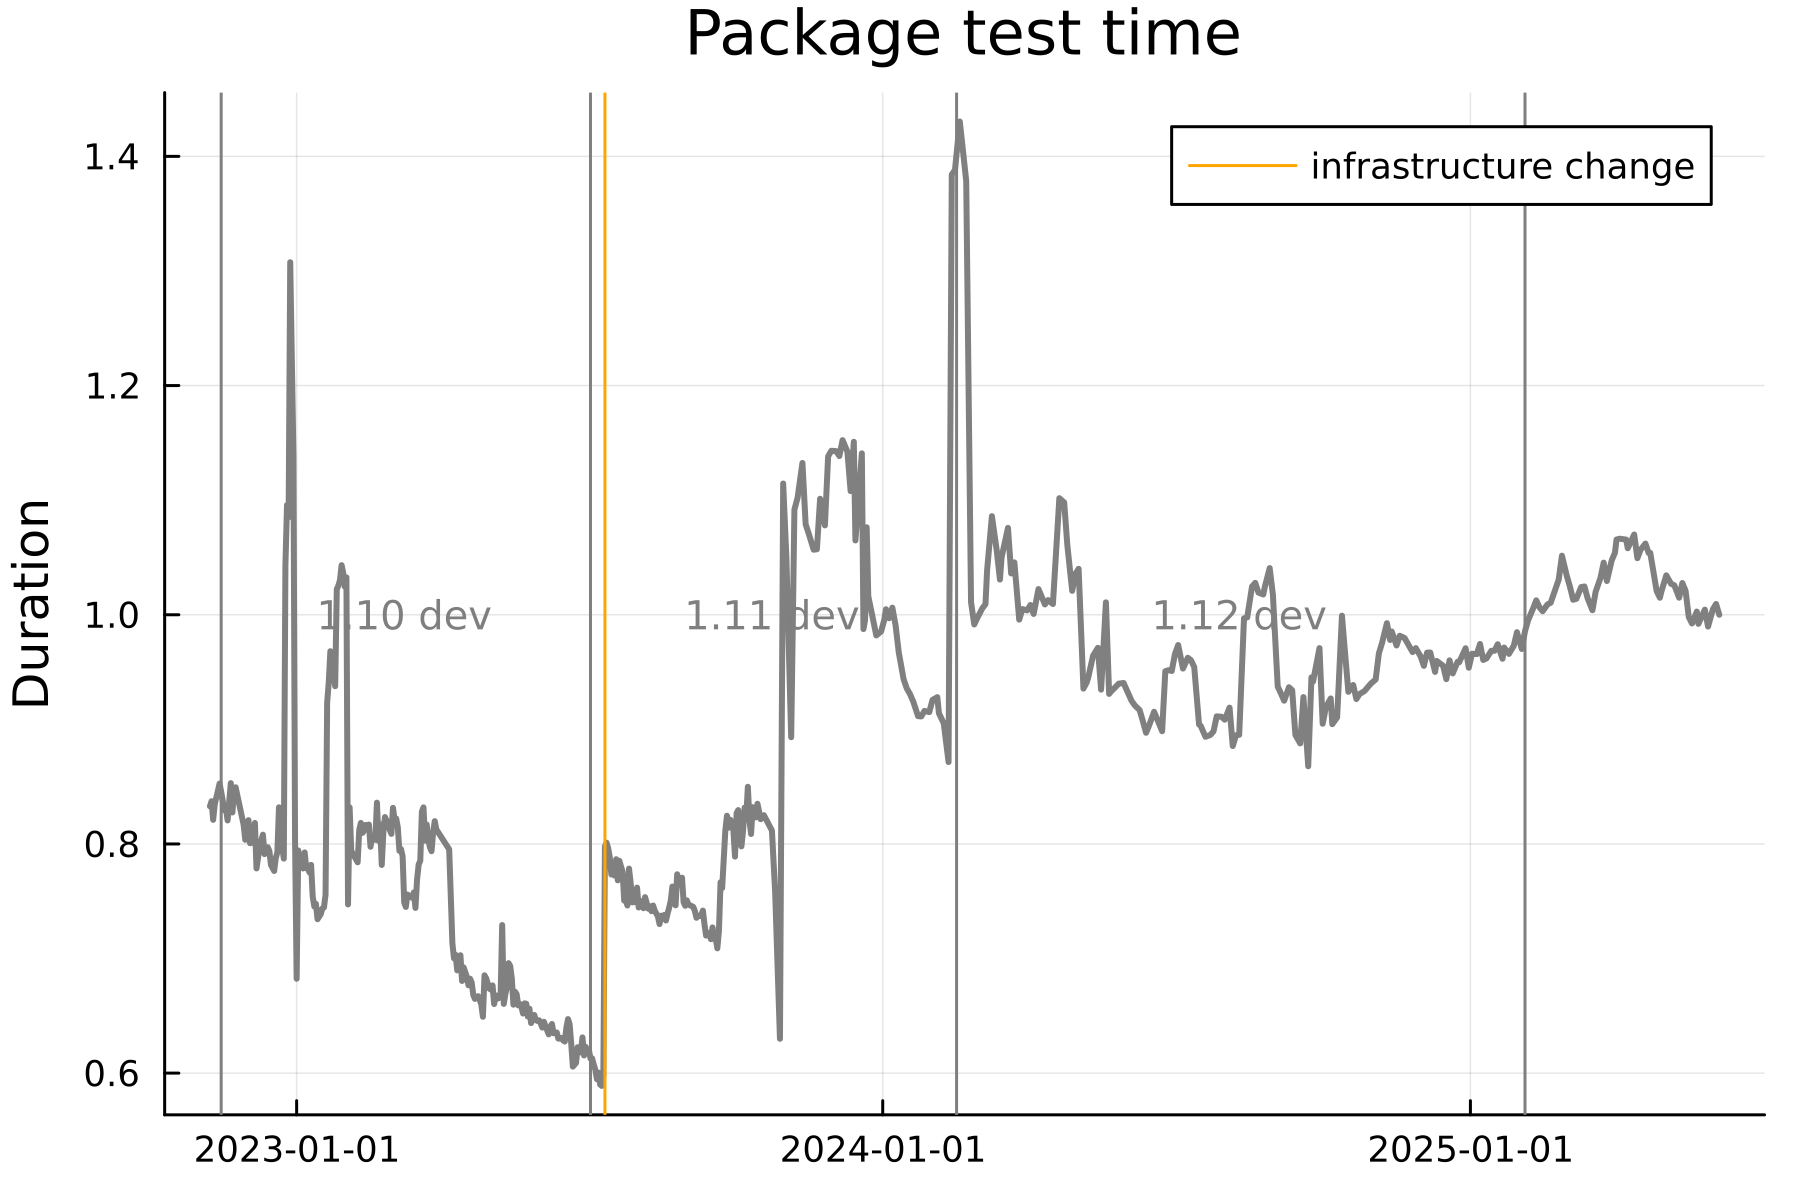 Package test time
infrastructure change
Duration
1.4
1.2
1.0
0.8
0.6
1.10 dev
1.11 dev
1.12 dev
2023-01-01
2024-01-01
2025-01-01